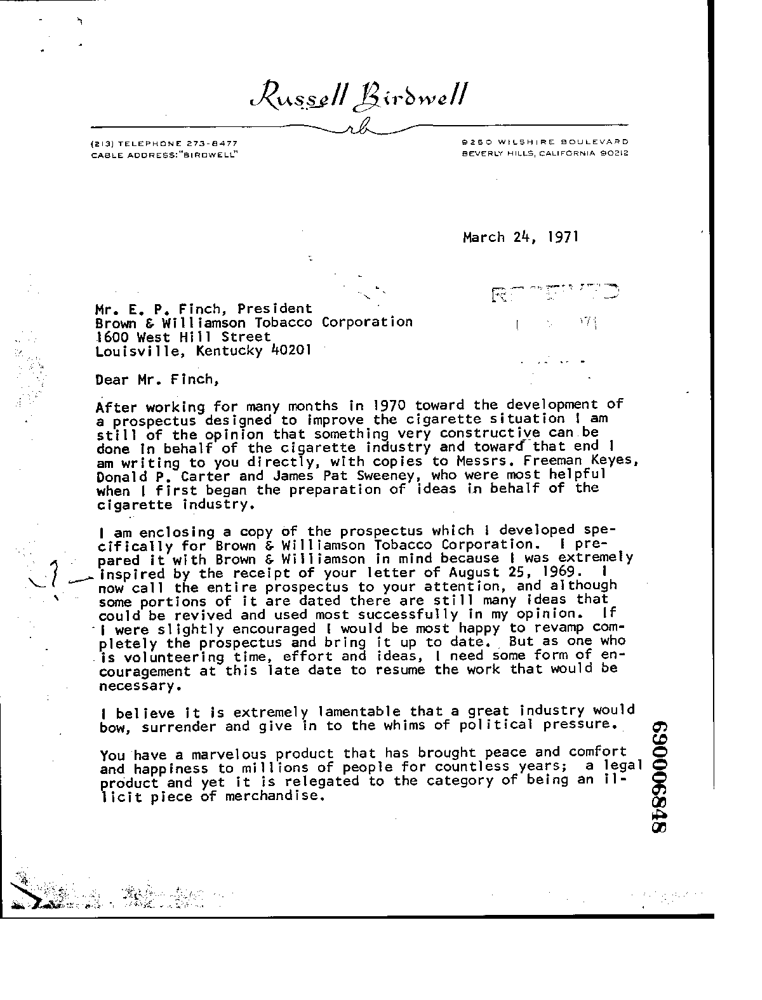 Russell Birdwell
rb
(213) TELEPHONE 273-8477
CABLE ADDRESS: "BIRDWELL"
9250 WILSHIRE BOULEVARD
BEVERLY HILLS, CALIFORNIA 90212
March 24, 1971
Mr. E. P. Finch, President
Brown & Williamson Tobacco Corporation
1600 West Hill Street
Louisville, Kentucky 40201
Dear Mr. Finch,
After working for many months in 1970 toward the development of
a prospectus designed to improve the cigarette situation I am
still of the opinion that something very constructive can be
done in behalf of the cigarette industry and toward that end I
am writing to you directly, with copies to Messrs. Freeman Keyes,
Donald P. Carter and James Pat Sweeney, who were most helpful
when I first began the preparation of ideas in behalf of the
cigarette industry.
I am enclosing a copy of the prospectus which I developed spe-
cifically for Brown & Williamson Tobacco Corporation. I pre-
pared it with Brown & Williamson in mind because I was extremely
inspired by the receipt of your letter of August 25, 1969. I
now call the entire prospectus to your attention, and although
some portions of it are dated there are still many ideas that
could be revived and used most successfully in my opinion. If
I were slightly encouraged I would be most happy to revamp com-
pletely the prospectus and bring it up to date. But as one who
is volunteering time, effort and ideas, I need some form of en-
couragement at this late date to resume the work that would be
necessary.
I believe it is extremely lamentable that a great industry would
bow, surrender and give in to the whims of political pressure.
You have a marvelous product that has brought peace and comfort
and happiness to millions of people for countless years; a legal
product and yet it is relegated to the category of being an il-
licit piece of merchandise.
690006848